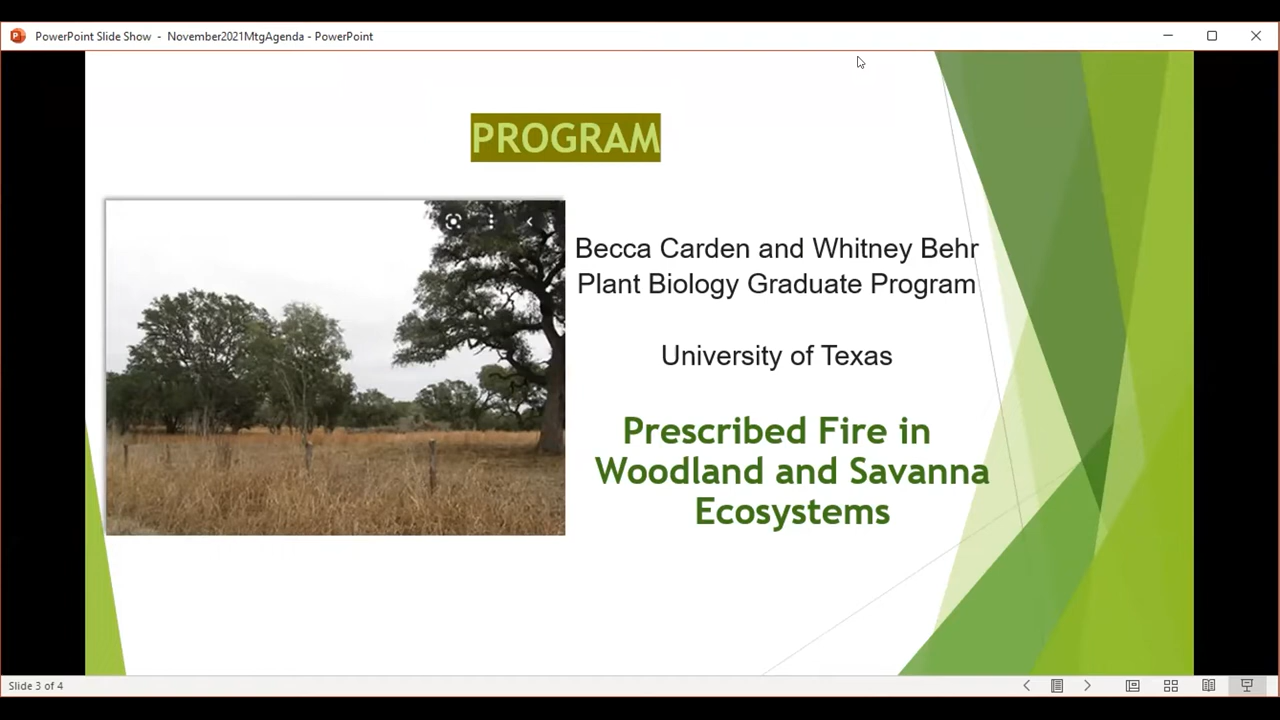 PowerPoint Slide Show - November2021MtgAgenda - PowerPoint
PROGRAM
Becca Carden and Whitney Behr
Plant Biology Graduate Program
University of Texas
Prescribed Fire in
Woodland and Savanna
Ecosystems
Slide 3 of 4